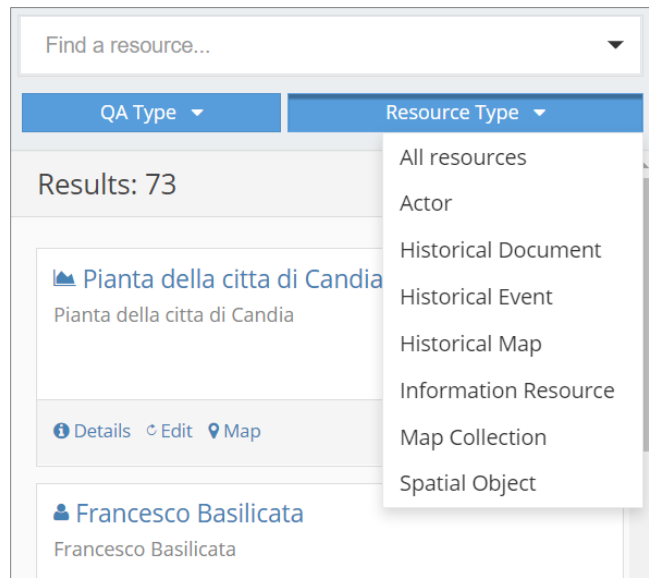 Find a resource...
QA Type
Resource Type
All resources
Actor
Historical Document
Historical Event
Historical Map
Information Resource
Map Collection
Spatial Object
Results: 73
Pianta della citta di Candia
Pianta della citta di Candia
Details Edit Map
Francesco Basilicata
Francesco Basilicata